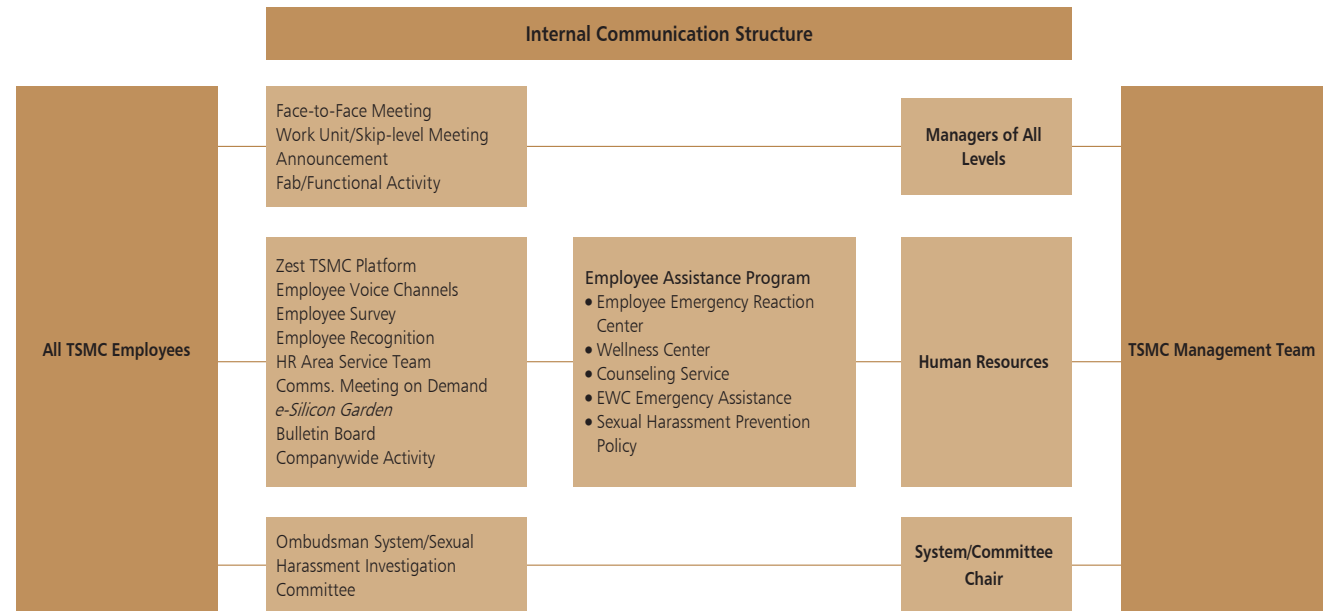 Internal Communication Structure
All TSMC Employees
Face-to-Face Meeting
Work Unit/Skip-level Meeting
Announcement
Fab/Functional Activity
Managers of All
Levels
Zest TSMC Platform
Employee Voice Channels
Employee Survey
Employee Recognition
HR Area Service Team
Comms. Meeting on Demand
e-Silicon Garden
Bulletin Board
Companywide Activity
Employee Assistance Program
• Employee Emergency Reaction
Center
• Wellness Center
• Counseling Service
• EWC Emergency Assistance
• Sexual Harassment Prevention
Policy
Human Resources
Ombudsman System/Sexual
Harassment Investigation
Committee
System/Committee
Chair
TSMC Management Team